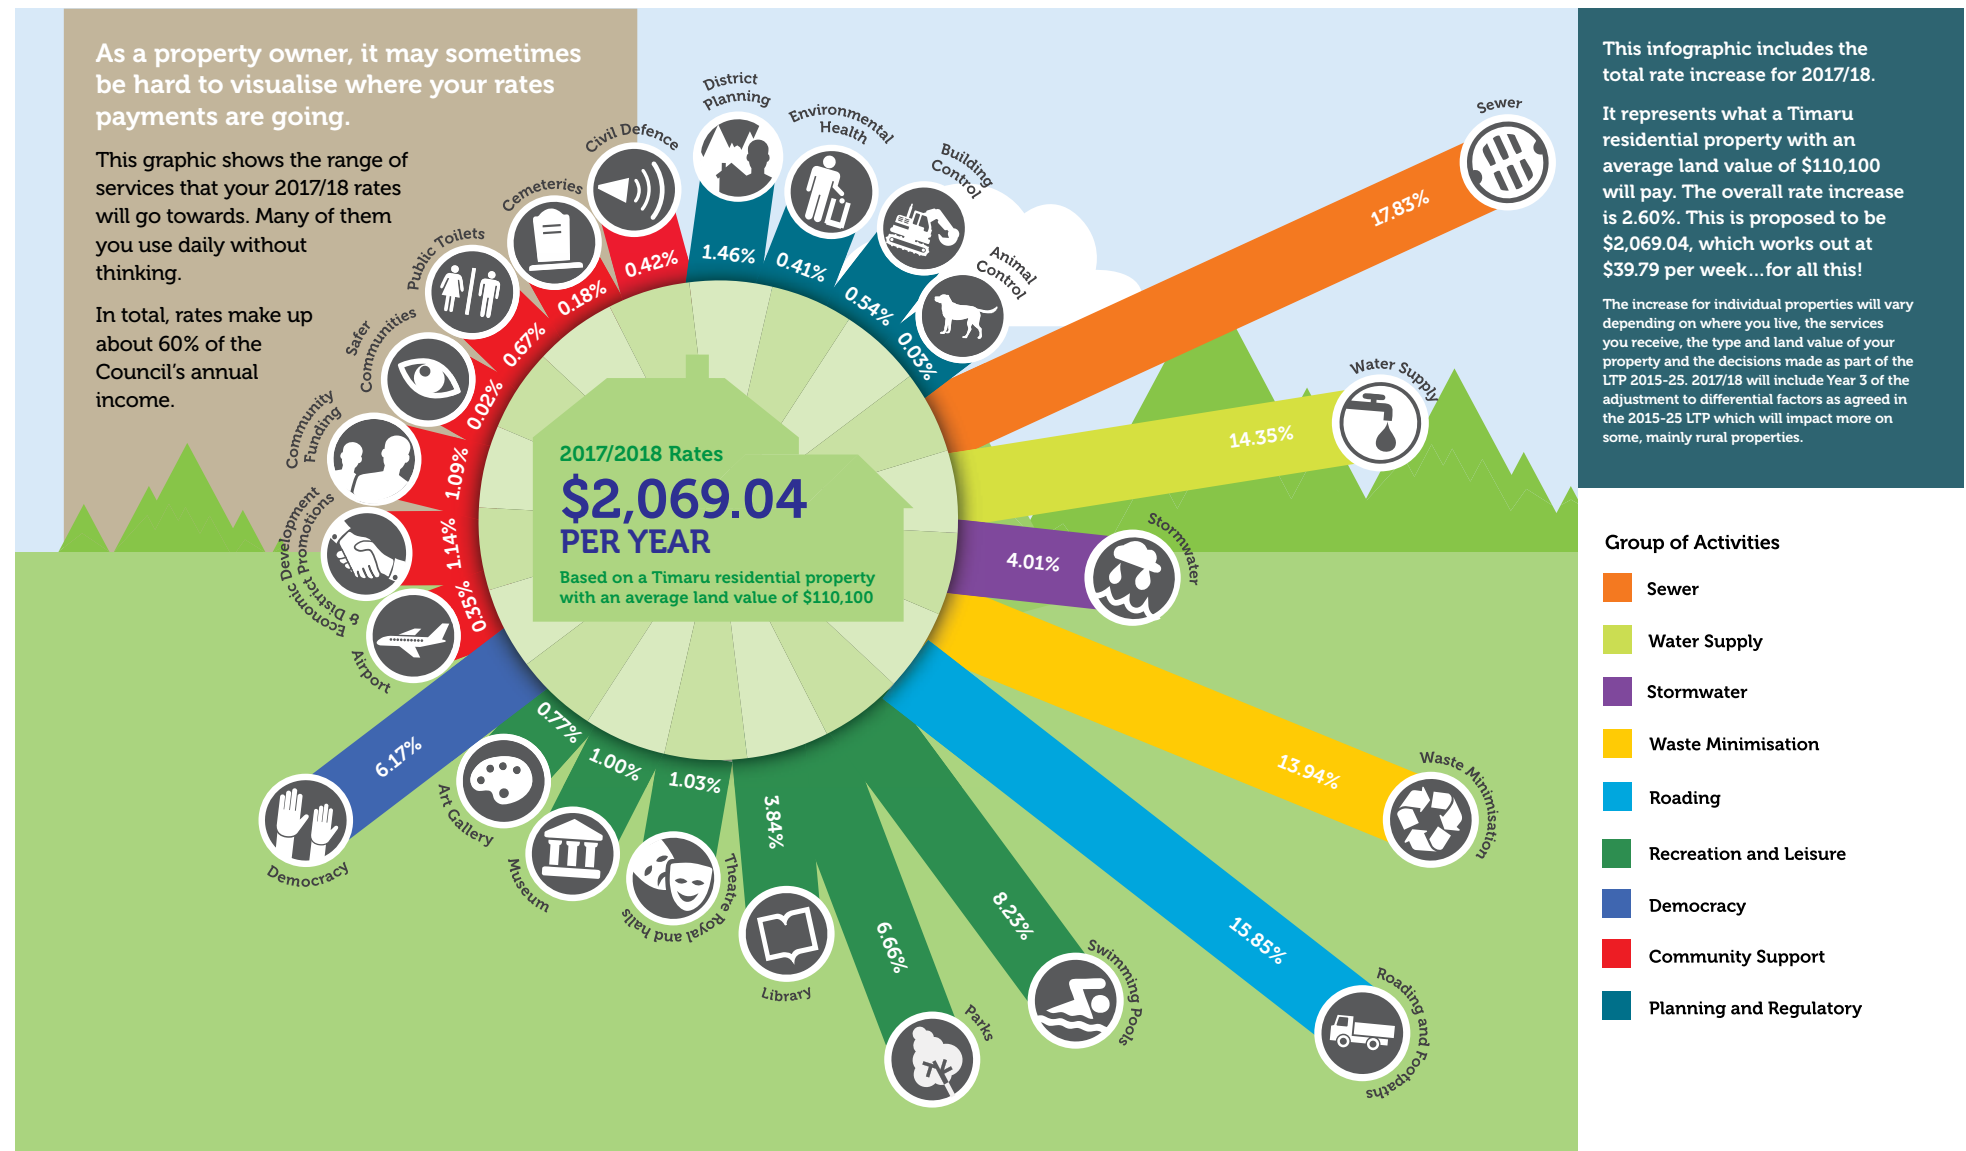 As a property owner, it may sometimes
be hard to visualise where your rates
payments are going.
This graphic shows the range of
services that your 2017/18 rates
will go towards. Many of them
you use daily without
thinking.
In total, rates make up
about 60% of the
Council's annual
income.
District
Planning
1.46%
Environmental
Health
0.41%
Building
Control
0.54%
Animal
Control
0.03%
Sewer
17.83%
Water Supply
14.35%
Stormwater
4.01%
Waste Minimisation
13.94%
Roading and Footpaths
15.85%
Swimming Pools
8.23%
Parks
6.66%
Library
3.84%
Theatre Royal and halls
1.03%
Museum
1.00%
Art Gallery
0.77%
Democracy
6.17%
Airport
0.35%
Economic Development
& District Promotions
1.14%
Community
Funding
1.09%
Safer
Communities
0.02%
Public Toilets
0.67%
Cemeteries
0.18%
Civil Defence
0.42%
2017/2018 Rates
$2,069.04
PER YEAR
Based on a Timaru residential property
with an average land value of $110,100
This infographic includes the
total rate increase for 2017/18.
It represents what a Timaru
residential property with an
average land value of $110,100
will pay. The overall rate increase
is 2.60%. This is proposed to be
$2,069.04, which works out at
$39.79 per week...for all this!
The increase for individual properties will vary
depending on where you live, the services
you receive, the type and land value of your
property and the decisions made as part of the
LTP 2015-25. 2017/18 will include Year 3 of the
adjustment to differential factors as agreed in
the 2015-25 LTP which will impact more on
some, mainly rural properties.
Group of Activities
Sewer
Water Supply
Stormwater
Waste Minimisation
Roading
Recreation and Leisure
Democracy
Community Support
Planning and Regulatory